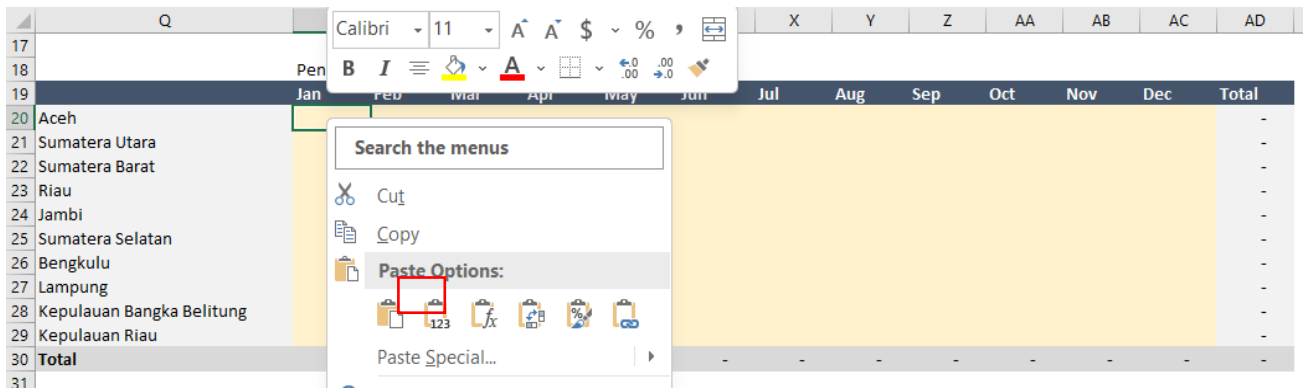 Q X Y Z AA AB AC AD
Calibri 11 A A $ % ,
17
18 Pen B I A .00 .00
19 Jan Feb Mar Apr May Jun Jul Aug Sep Oct Nov Dec Total
20 Aceh -
Search the menus
21 Sumatera Utara -
22 Sumatera Barat -
Cut
23 Riau -
24 Jambi -
Copy
25 Sumatera Selatan -
26 Bengkulu -
Paste Options:
27 Lampung -
28 Kepulauan Bangka Belitung -
123 fx %
29 Kepulauan Riau -
30 Total - - - - - - - -
Paste Special...
31